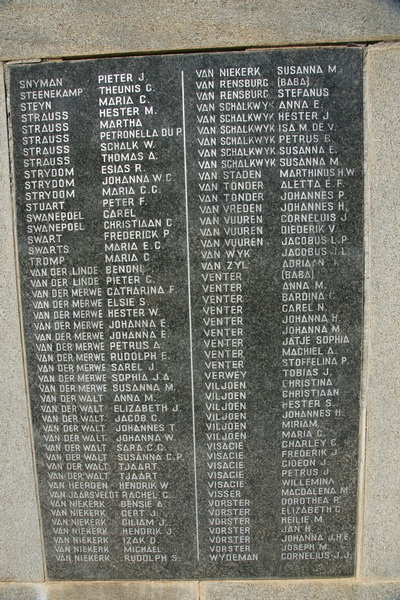 SNYMAN PIETER J.
STEENEKAMP THEUNIS G.
STEYN MARIA C.
STRAUSS HESTER M.
STRAUSS MARTHA
STRAUSS PETRONELLA DU P.
STRAUSS SCHALK W.
STRAUSS THOMAS A.
STRYDOM ESIAS R.
STRYDOM JOHANNA W.C.
STRYDOM MARIA C.C.
STUART PETER F.
SWANEPOEL CAREL
SWANEPOEL CHRISTIAAN C.
SWART FREDERICK P.
SWARTS MARIA E.C.
TROMP MARIA C.
VAN DER LINDE BENONI
VAN DER LINDE PIETER G.
VAN DER MERWE CATHARINA F.
VAN DER MERWE ELSIE S.
VAN DER MERWE HESTER W.
VAN DER MERWE JOHANNA E.
VAN DER MERWE JOHANNA E.
VAN DER MERWE PETRUS A.
VAN DER MERWE RUDOLPH E.
VAN DER MERWE SAREL J.
VAN DER MERWE SOPHIA J.A.
VAN DER MERWE SUSANNA M.
VAN DER WALT ANNA M.
VAN DER WALT ELIZABETH J.
VAN DER WALT JACOB G.
VAN DER WALT JOHANNES T.
VAN DER WALT JOHANNA W.
VAN DER WALT SARA C.C.
VAN DER WALT SUSANNA C.P.
VAN DER WALT TJAART
VAN DER WALT TJAART
VAN HEERDEN HENDRIK W.
VAN JAARSVELDT RACHEL C.
VAN NIEKERK BENSIE A.
VAN NIEKERK GERT J.
VAN NIEKERK GILIAM J.
VAN NIEKERK HENDRIK J.
VAN NIEKERK IZAK D.
VAN NIEKERK MICHAEL
VAN NIEKERK RUDOLPH S.
VAN NIEKERK SUSANNA M.
VAN RENSBURG (BABA)
VAN RENSBURG STEFANUS
VAN SCHALKWYK ANNA E.
VAN SCHALKWYK HESTER J.
VAN SCHALKWYK ISA M. DE V.
VAN SCHALKWYK PETRUS B.
VAN SCHALKWYK SUSANNA E.
VAN SCHALKWYK SUSANNA M.
VAN STADEN MARTHINUS H.W.
VAN TONDER ALETTA E.F.
VAN TONDER JOHANNES P.
VAN VREDEN JOHANNES H.
VAN VUUREN CORNELIUS J.
VAN VUUREN DIEDERIK V.
VAN VUUREN JACOBUS L.P.
VAN WYK JACOBUS J.L.
VAN ZYL ADRIAAN J.
VENTER (BABA)
VENTER ANNA M.
VENTER BARDINA
VENTER CAREL N.
VENTER JOHANNA H.
VENTER JOHANNA M.
VENTER JATJE SOPHIA
VENTER MACHIEL A.
VENTER STOFFELINA P.
VERWEY TOBIAS J.
VILJOEN CHRISTINA
VILJOEN CHRISTIAAN
VILJOEN HESTER S.
VILJOEN JOHANNES H.
VILJOEN MIRIAM
VILJOEN MARIA C.
VISACIE CHARLEY C.
VISACIE FREDERIK J.
VISACIE GIDEON J.
VISACIE PETRUS J.
VISACIE WILLEMINA
VISSER MAGDALENA M.
VORSTER DOROTHEA R.
VORSTER ELIZABETH C.
VORSTER HEILIE M.
VORSTER JAN H.
VORSTER JOHANNA J.H.E.
VORSTER JOSEPH M.
WYDEMAN CORNELIUS J.J.